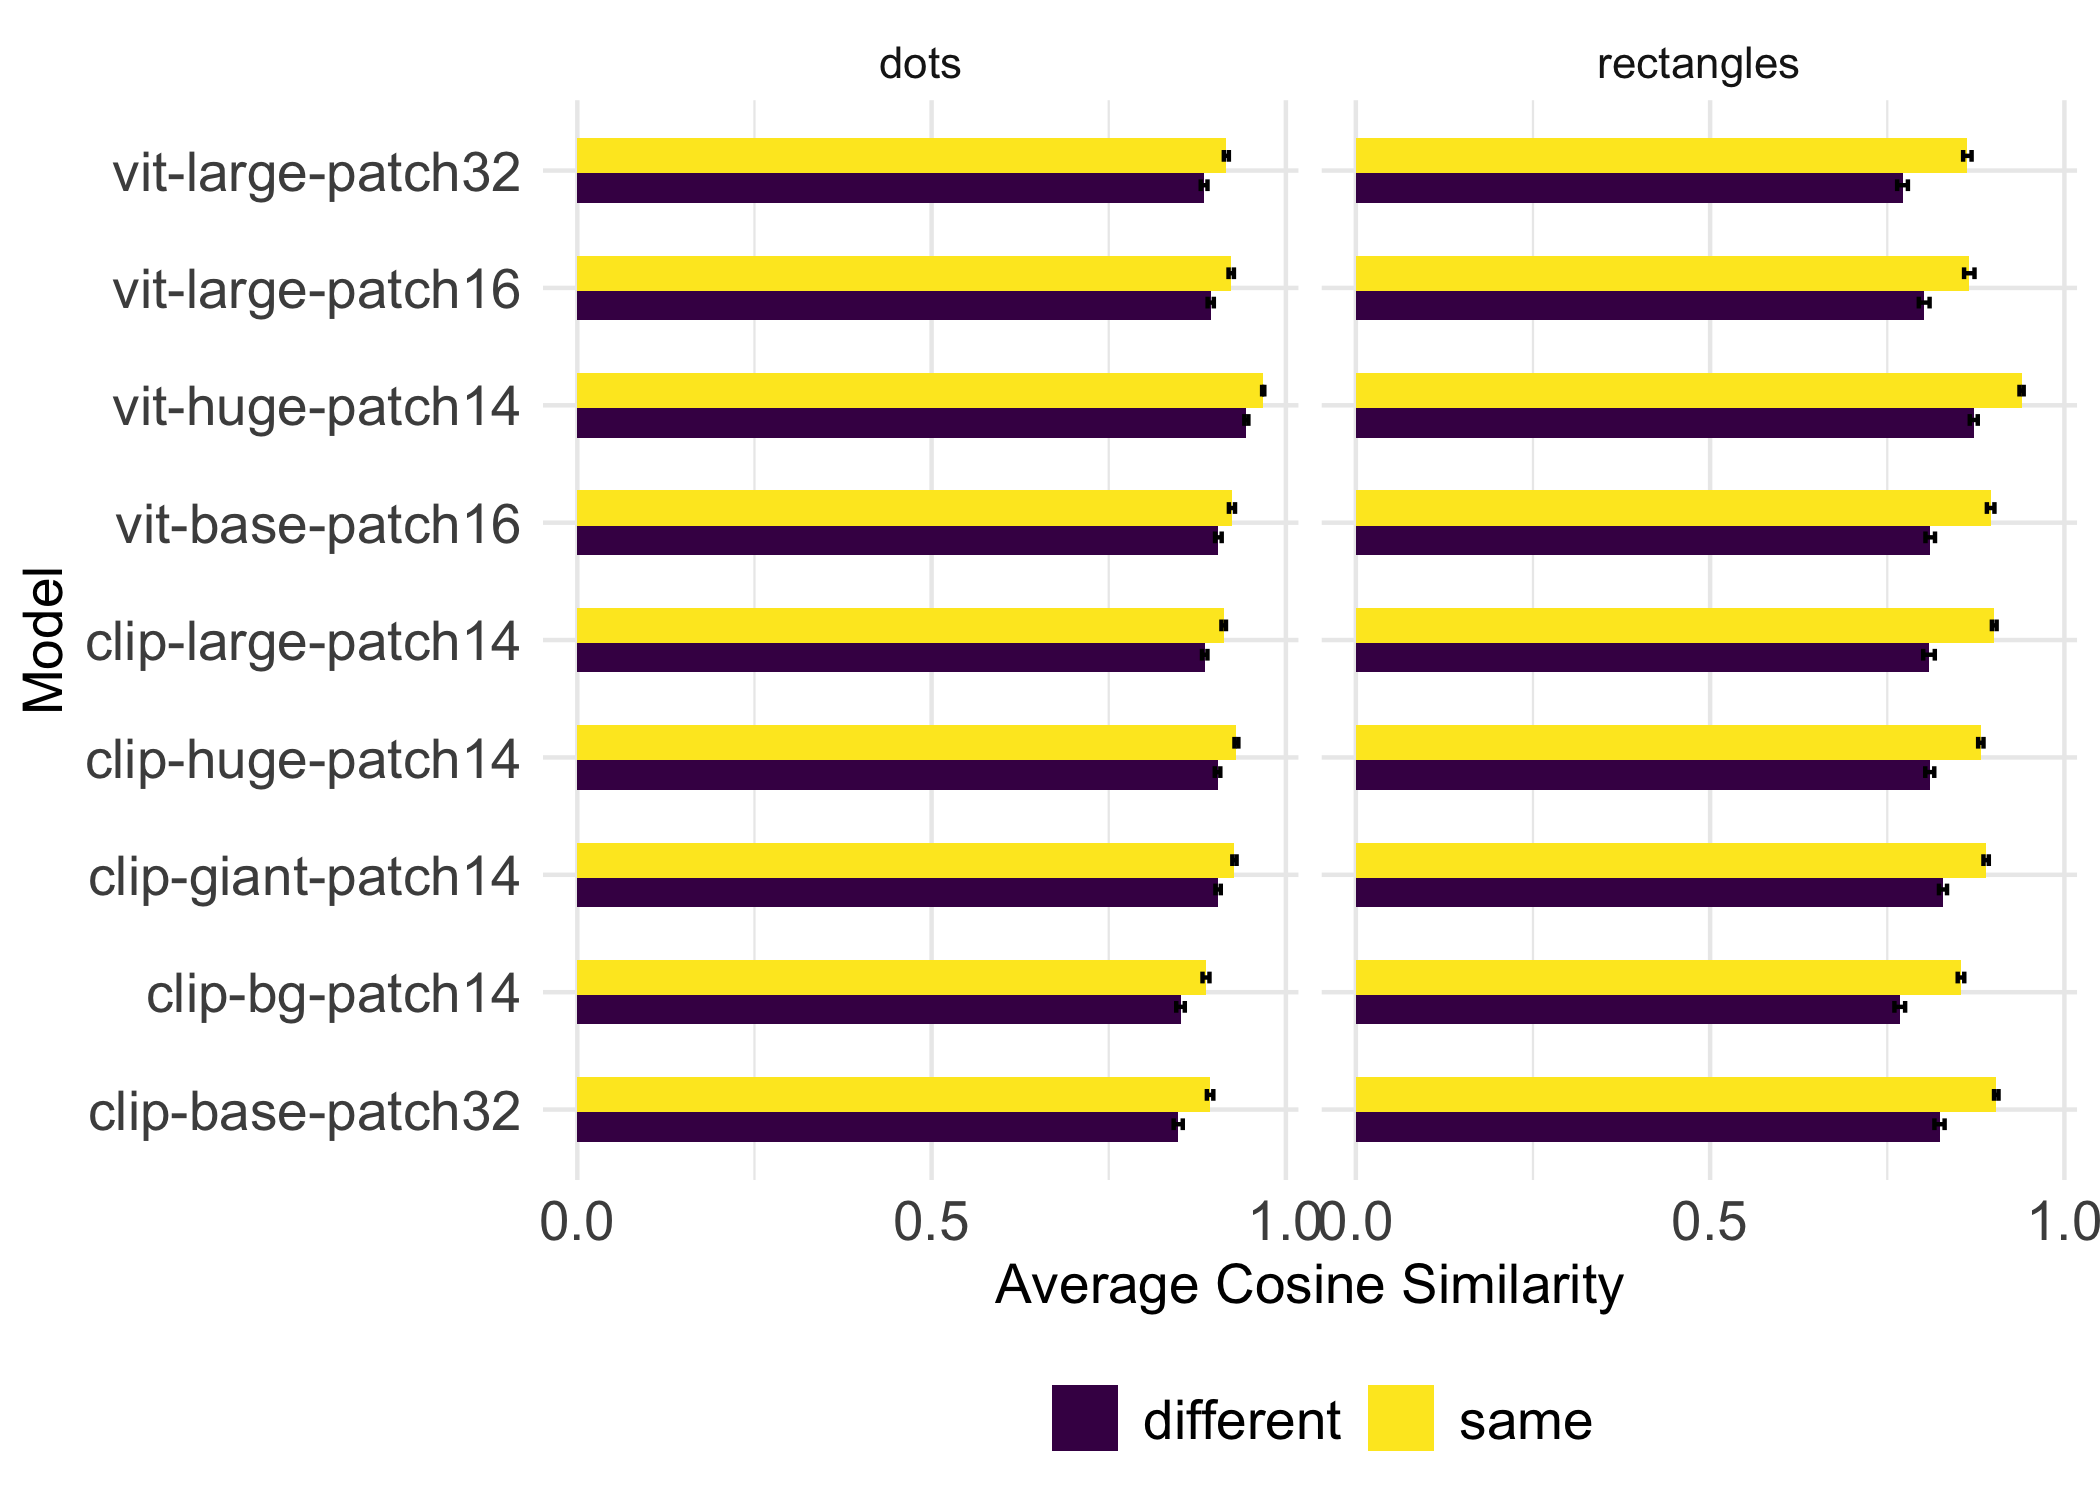 dots
rectangles
vit-large-patch32
vit-large-patch16
vit-huge-patch14
vit-base-patch16
clip-large-patch14
clip-huge-patch14
clip-giant-patch14
clip-bg-patch14
clip-base-patch32
Model
0.0 0.5 1.0 0.0 0.5 1.0
Average Cosine Similarity
different same